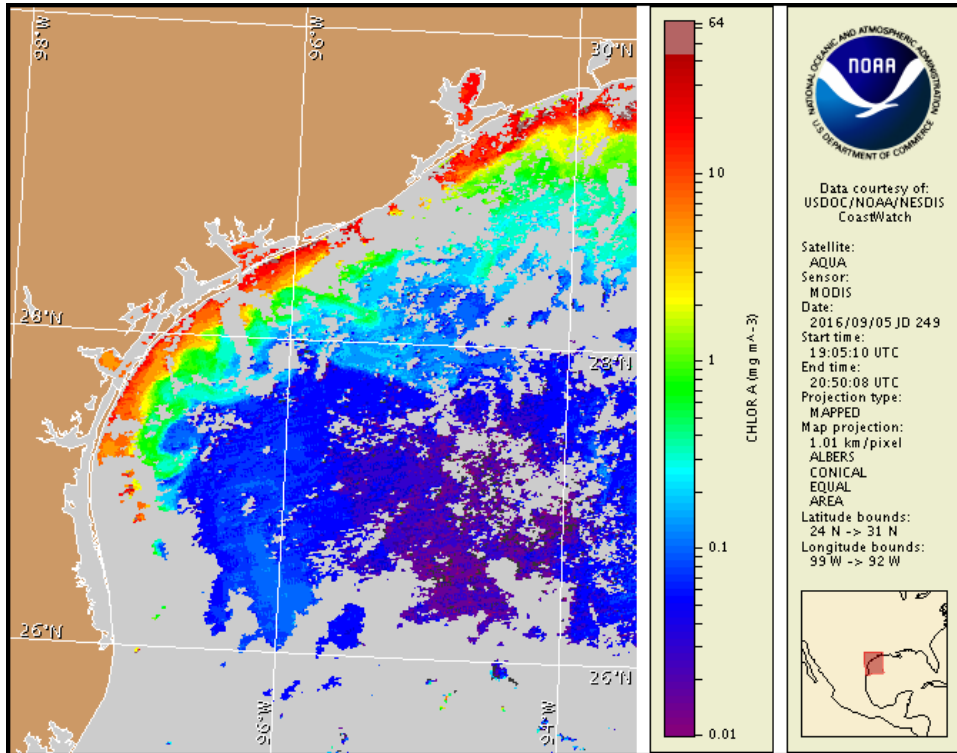 98°W
96°W
30°N
28°N
28°N
26°N
26°N
96°W
94°W
64
10
1
0.1
0.01
CHLOR A (mg m^-3)
NATIONAL OCEANIC AND ATMOSPHERIC ADMINISTRATION
NOAA
U.S. DEPARTMENT OF COMMERCE
Data courtesy of:
USDOC/NOAA/NESDIS
CoastWatch
Satellite:
AQUA
Sensor:
MODIS
Date:
2016/09/05 JD 249
Start time:
19:05:10 UTC
End time:
20:50:08 UTC
Projection type:
MAPPED
Map projection:
1.01 km/pixel
ALBERS
CONICAL
EQUAL
AREA
Latitude bounds:
24 N -> 31 N
Longitude bounds:
99 W -> 92 W